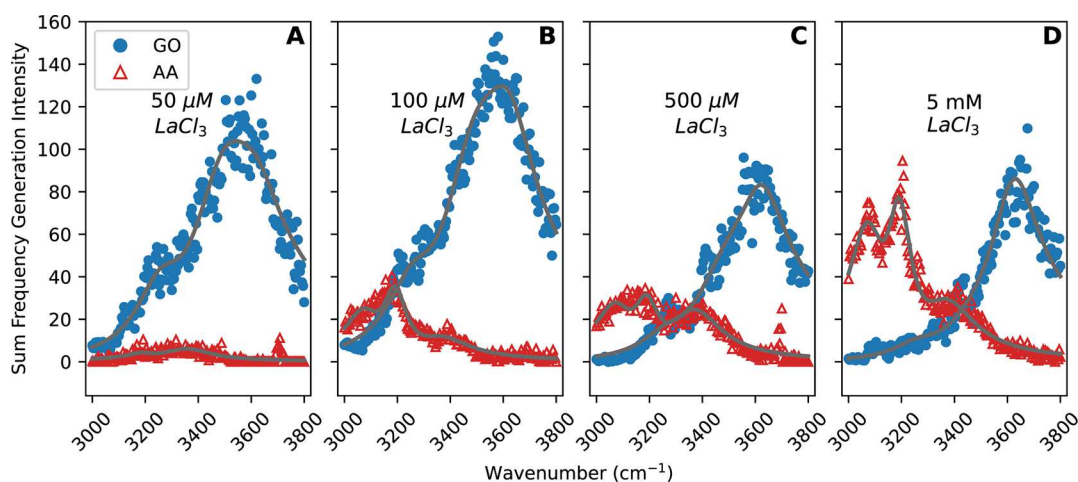 160
140
120
100
80
60
40
20
0
Sum Frequency Generation Intensity
GO
AA
A
50 μM
LaCl₃
B
100 μM
LaCl₃
C
500 μM
LaCl₃
D
5 mM
LaCl₃
3000 3200 3400 3600 3800
3000 3200 3400 3600 3800
3000 3200 3400 3600 3800
3000 3200 3400 3600 3800
Wavenumber (cm⁻¹)